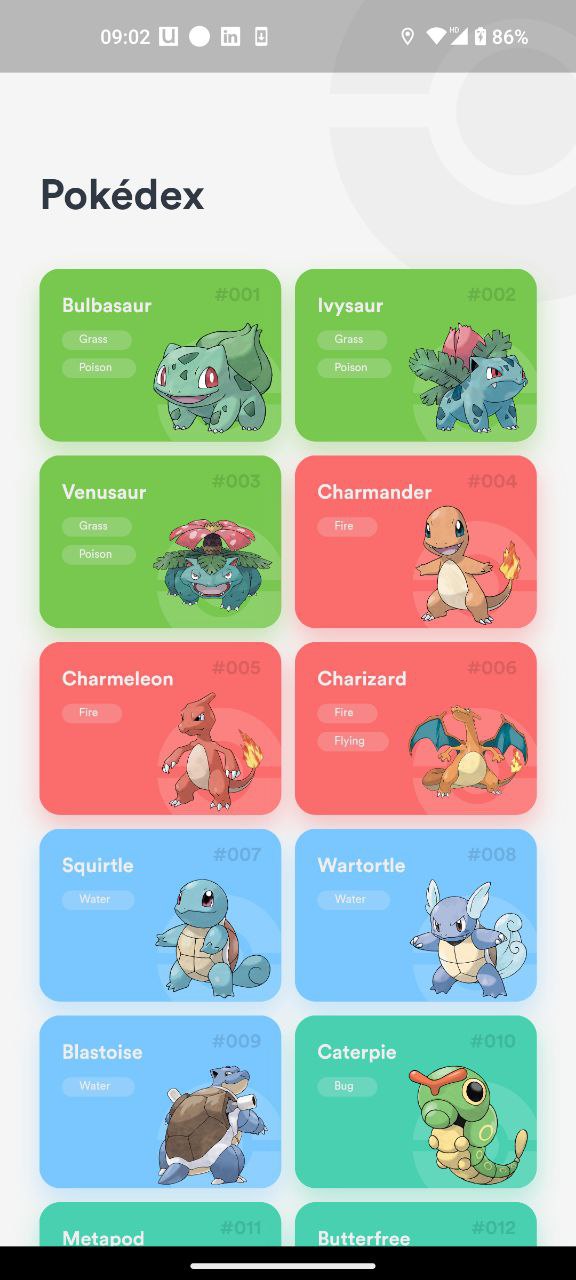 09:02 HD 86%
Pokédex
#001
Bulbasaur
Grass
Poison
#002
Ivysaur
Grass
Poison
#003
Venusaur
Grass
Poison
#004
Charmander
Fire
#005
Charmeleon
Fire
#006
Charizard
Fire
Flying
#007
Squirtle
Water
#008
Wartortle
Water
#009
Blastoise
Water
#010
Caterpie
Bug
#011
Metapod
#012
Butterfree